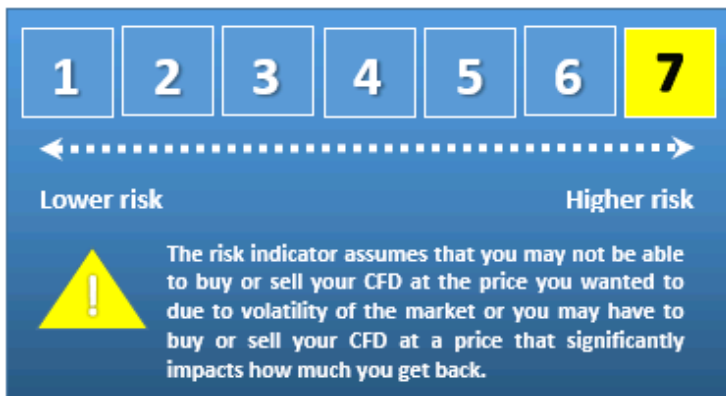 1 2 3 4 5 6 7
Lower risk Higher risk
!
The risk indicator assumes that you may not be able
to buy or sell your CFD at the price you wanted to
due to volatility of the market or you may have to
buy or sell your CFD at a price that significantly
impacts how much you get back.